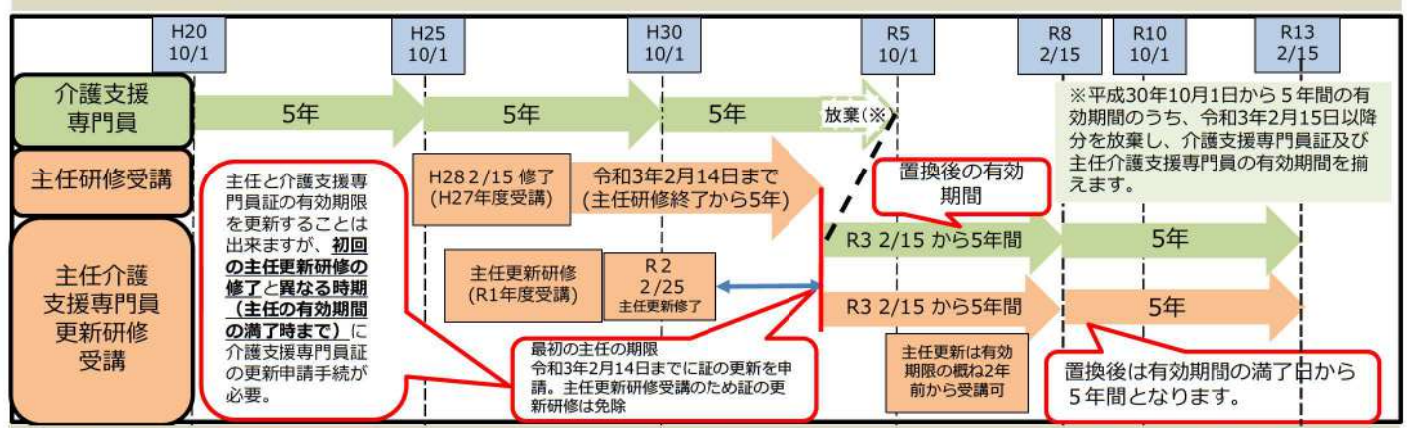 H20
10/1
H25
10/1
H30
10/1
R5
10/1
R8
2/15
R10
10/1
R13
2/15
介護支援
専門員
5年
5年
5年
放棄(※)
※平成30年10月1日から5年間の有
効期間のうち、令和3年2月15日以降
分を放棄し、介護支援専門員証及び
主任介護支援専門員の有効期間を揃
えます。
主任研修受講
主任と介護支援専
門員証の有効期限
を更新することは
出来ますが、初回
の主任更新研修の
修了と異なる時期
(主任の有効期間
の満了時まで)に
介護支援専門員証
の更新申請手続が
必要。
H28 2/15 修了
(H27年度受講)
令和3年2月14日まで
(主任研修終了から5年)
置換後の有効
期間
R3 2/15 から5年間
5年
主任介護
支援専門員
更新研修
受講
主任更新研修
(R1年度受講)
R2
2/25
主任更新修了
R3 2/15 から5年間
5年
最初の主任の期限
令和3年2月14日までに証の更新を申
請。主任更新研修受講のため証の更
新研修は免除
主任更新は有効
期限の概ね2年
前から受講可
置換後は有効期間の満了日から
5年間となります。